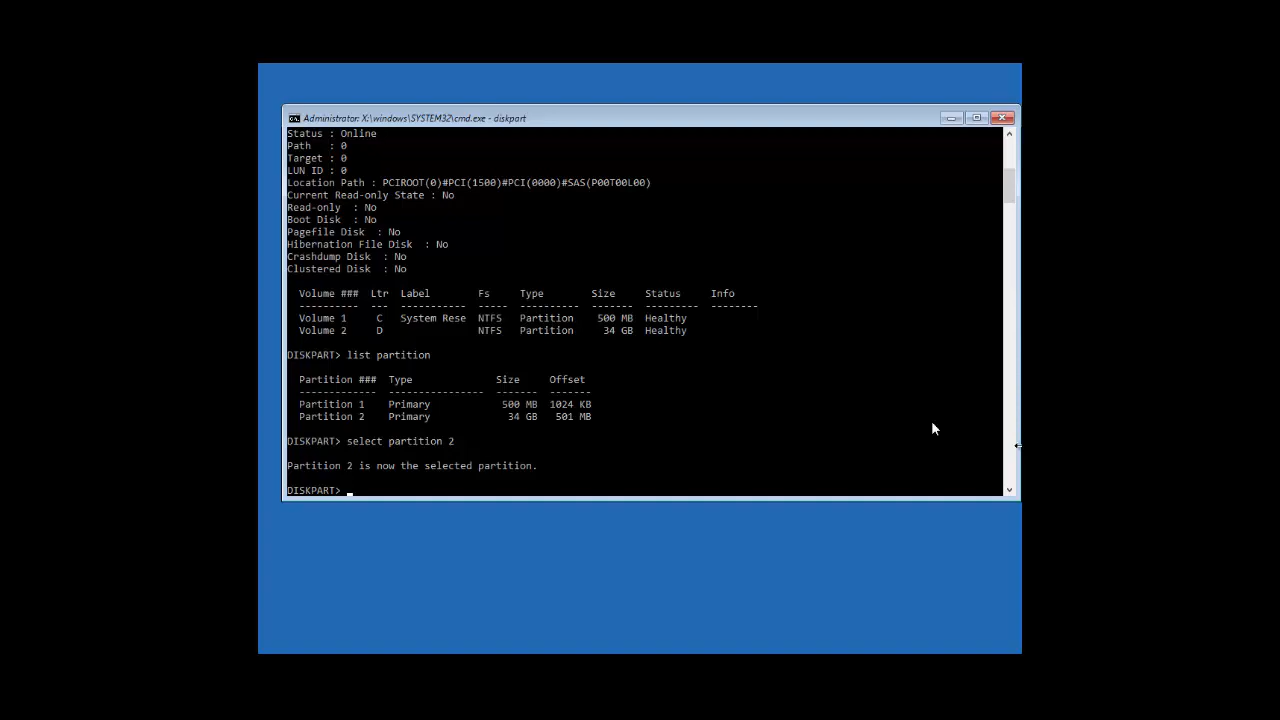 Administrator: X:\windows\SYSTEM32\cmd.exe - diskpart
Status : Online
Path   : 0
Target : 0
LUN ID : 0
Location Path : PCIROOT(0)#PCI(1500)#PCI(0000)#SAS(P00T00L00)
Current Read-only State : No
Read-only  : No
Boot Disk  : No
Pagefile Disk  : No
Hibernation File Disk  : No
Crashdump Disk  : No
Clustered Disk  : No
  Volume ###  Ltr  Label        Fs     Type        Size     Status     Info
  ----------  ---  -----------  -----  ----------  -------  ---------  --------
  Volume 1     C   System Rese  NTFS   Partition    500 MB  Healthy
  Volume 2     D                NTFS   Partition     34 GB  Healthy
DISKPART> list partition
  Partition ###  Type              Size     Offset
  -------------  ----------------  -------  -------
  Partition 1    Primary            500 MB  1024 KB
  Partition 2    Primary             34 GB   501 MB
DISKPART> select partition 2
Partition 2 is now the selected partition.
DISKPART>